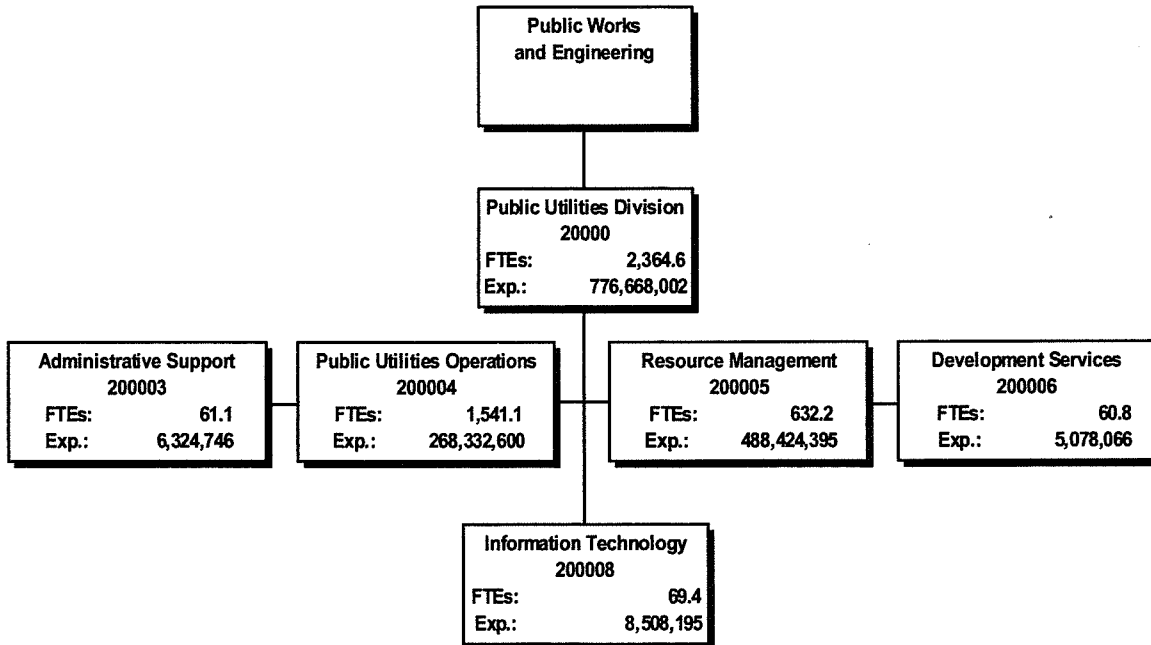 Public Works
and Engineering
Public Utilities Division
20000
FTEs: 2,364.6
Exp.: 776,668,002
Administrative Support
200003
FTEs: 61.1
Exp.: 6,324,746
Public Utilities Operations
200004
FTEs: 1,541.1
Exp.: 268,332,600
Resource Management
200005
FTEs: 632.2
Exp.: 488,424,395
Development Services
200006
FTEs: 60.8
Exp.: 5,078,066
Information Technology
200008
FTEs: 69.4
Exp.: 8,508,195